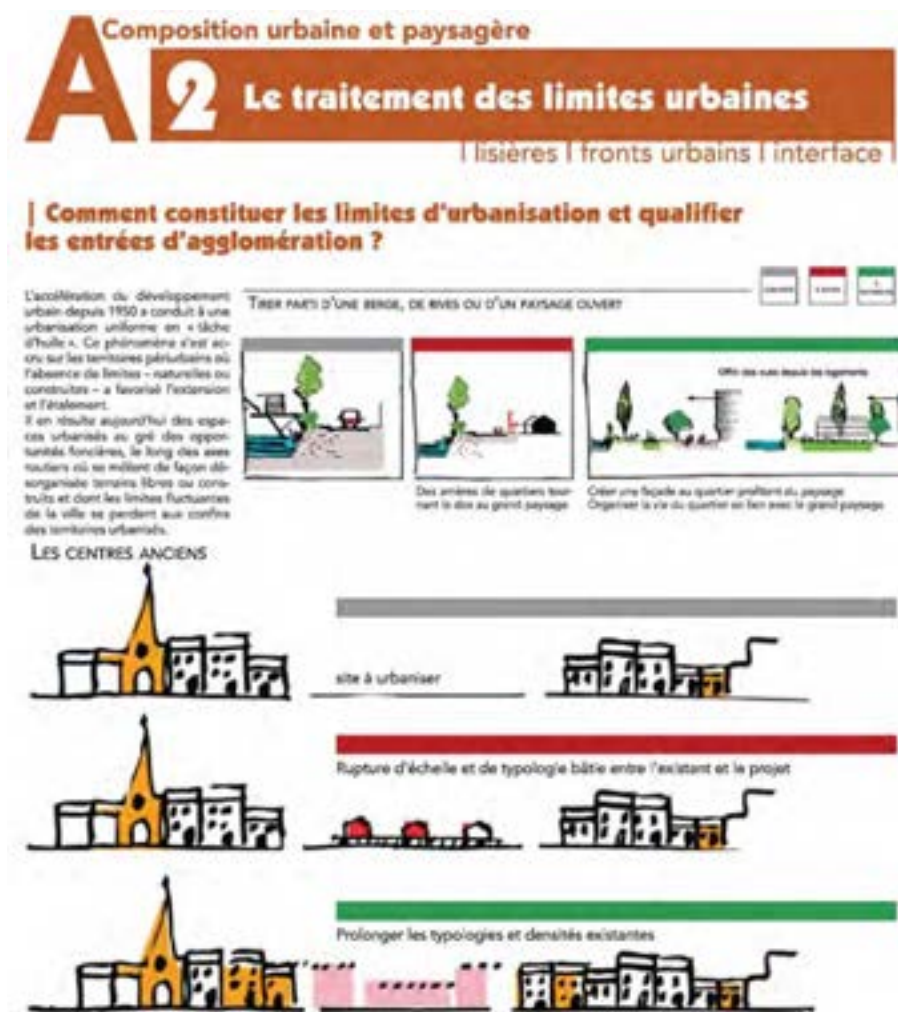 A
Composition urbaine et paysagère
2 Le traitement des limites urbaines
| lisières | fronts urbains | interface |
| Comment constituer les limites d'urbanisation et qualifier
les entrées d'agglomération ?
L'accélération du développement
urbain depuis 1950 a conduit à une
urbanisation uniforme en « tâche
d'huile ». Ce phénomène s'est ac-
cru sur les territoires périurbains où
l'absence de limites – naturelles ou
construites – a favorisé l'extension
et l'étalement.
Il en résulte aujourd'hui des espa-
ces urbanisés au gré des oppor-
tunités foncières, le long des axes
routiers où se mêlent de façon dé-
sorganisée terrains libres ou cons-
truits et dont les limites fluctuantes
de la ville se perdent aux confins
des territoires urbanisés.
TIRER PARTI D'UNE BERGE, DE RIVES OU D'UN PAYSAGE OUVERT
Offrir des vues depuis les logements
Des arrières de quartiers tour-
nant le dos au grand paysage
Créer une façade au quartier profitant du paysage
Organiser la vie du quartier en lien avec le grand paysage
LES CENTRES ANCIENS
site à urbaniser
Rupture d'échelle et de typologie bâtie entre l'existant et le projet
Prolonger les typologies et densités existantes